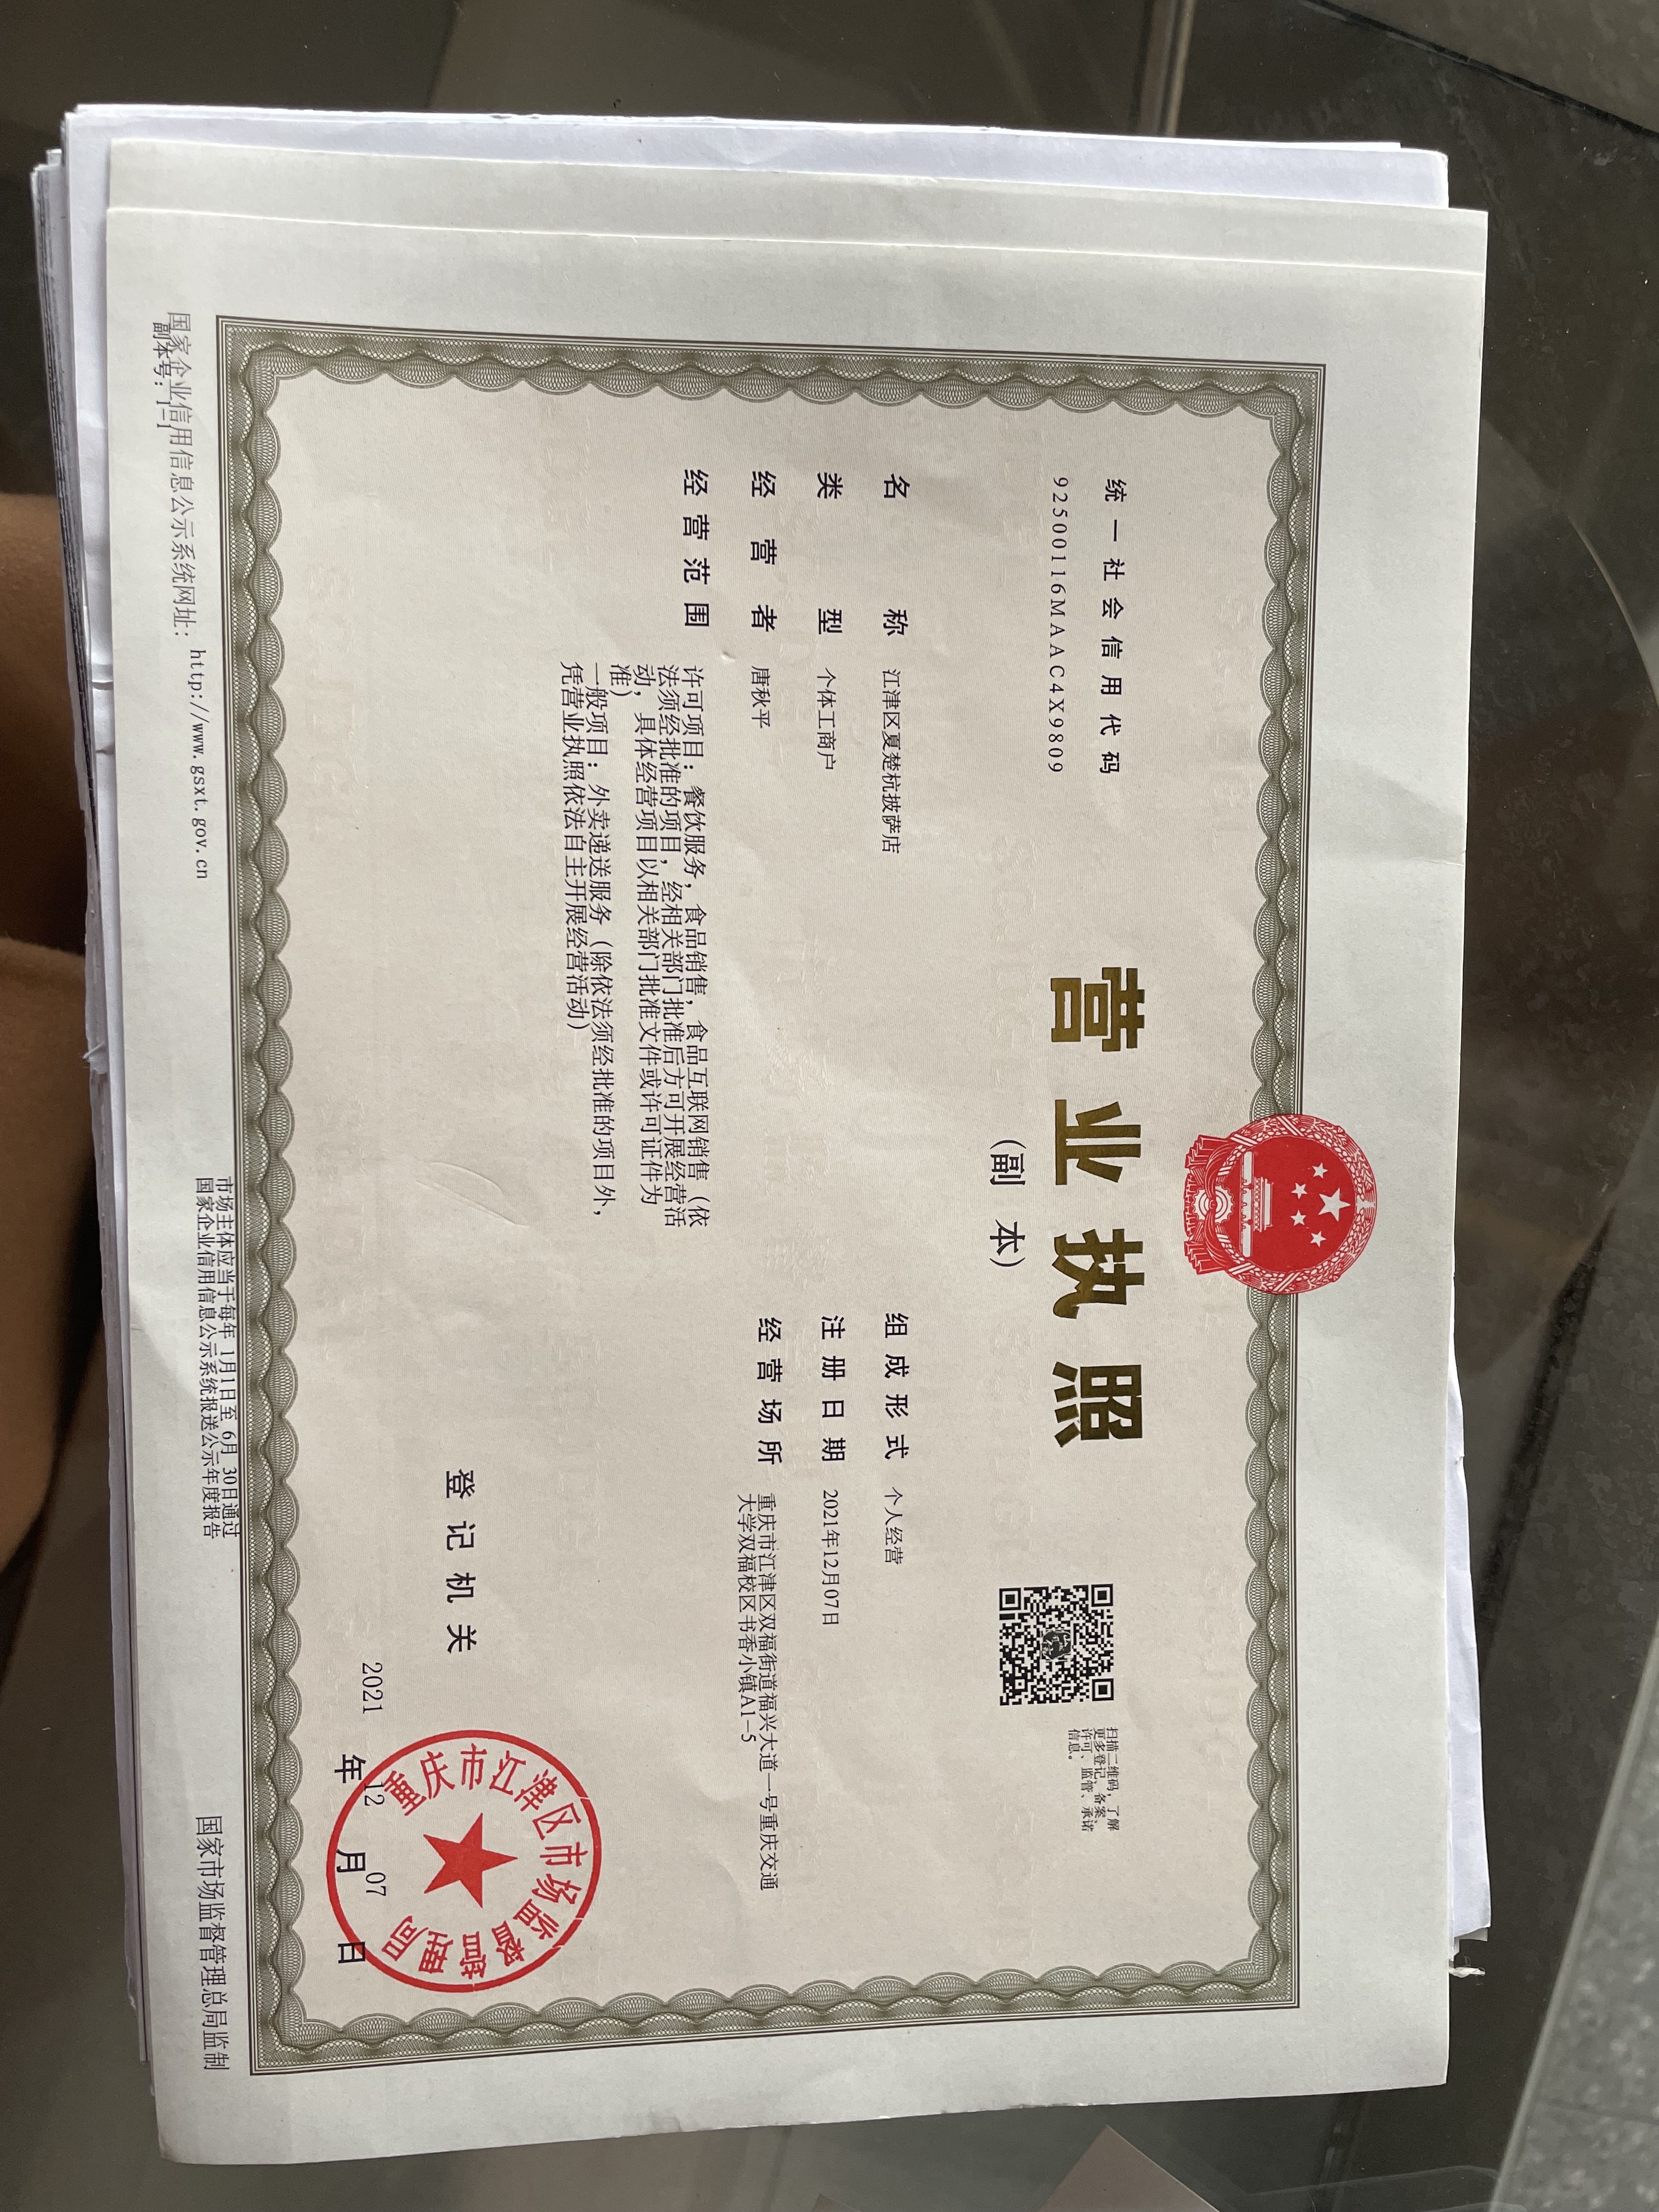 统一社会信用代码
92500116MAAC4X9809
营业执照
（副 本）
扫描二维码，了解
更多登记、备案、
许可、监管、承诺
信息。
名 称 江津区夏楚杭披萨店
类 型 个体工商户
经 营 者 唐秋平
经 营 范 围 许可项目：餐饮服务，食品销售，食品互联网销售（依
法须经批准的项目，经相关部门批准后方可开展经营活
动，具体经营项目以相关部门批准文件或许可证件为
准）
一般项目：外卖递送服务（除依法须经批准的项目外，
凭营业执照依法自主开展经营活动）
组 成 形 式 个人经营
注 册 日 期 2021年12月07日
经 营 场 所 重庆市江津区双福街道福兴大道一号重庆交通
大学双福校区书香小镇A1-5
登 记 机 关
重庆市江津区市场监督管理局
2021 年 12 月 07 日
国家企业信用信息公示系统网址：http://www.gsxt.gov.cn
副本号：1-1
市场主体应当于每年 1月1日至 6月 30日通过
国家企业信用信息公示系统报送公示年度报告
国家市场监督管理总局监制